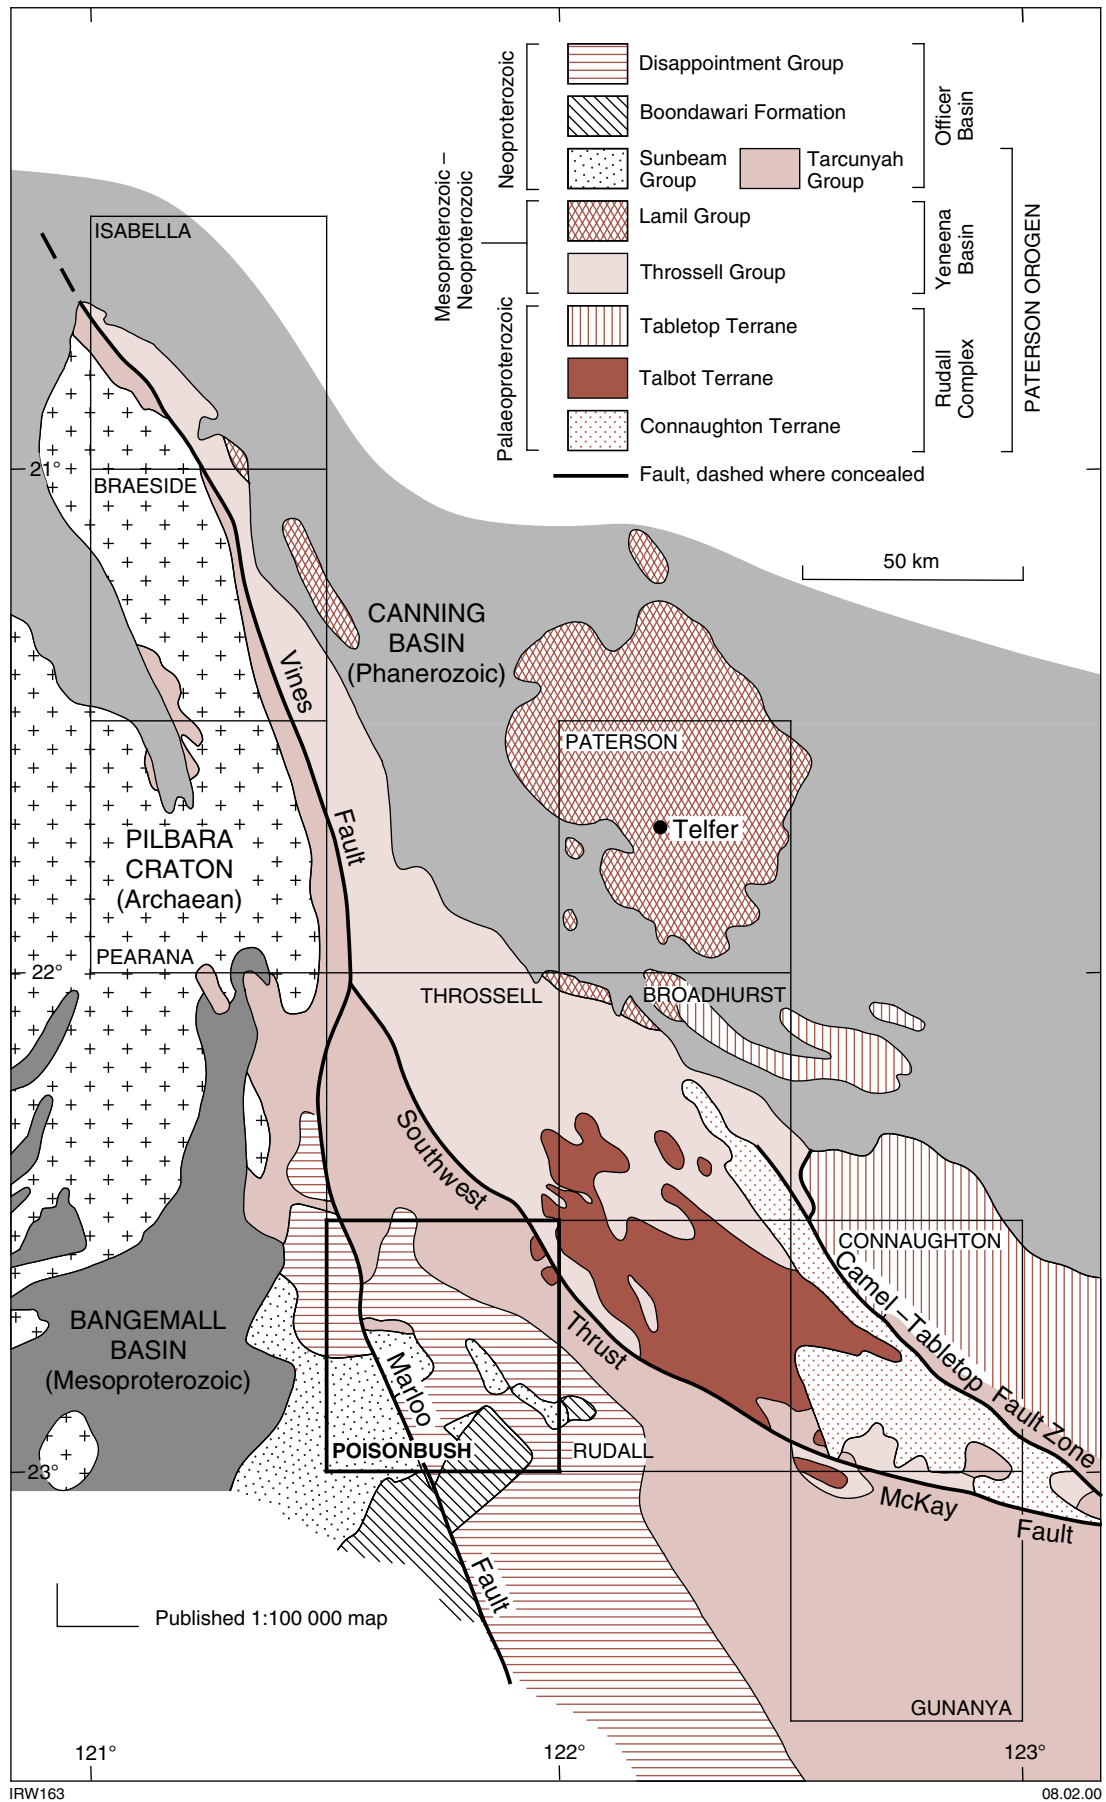 Neoproterozoic
Disappointment Group
Boondawari Formation
Sunbeam
Group
Tarcunyah
Group
Officer
Basin
Mesoproterozoic –
Neoproterozoic
Lamil Group
Throssell Group
Yeneena
Basin
Palaeoproterozoic
Tabletop Terrane
Talbot Terrane
Connaughton Terrane
Rudall
Complex
PATERSON OROGEN
Fault, dashed where concealed
50 km
ISABELLA
21°
BRAESIDE
CANNING
BASIN
(Phanerozoic)
Vines
Fault
PATERSON
Telfer
PILBARA
CRATON
(Archaean)
PEARANA
22°
THROSSELL
BROADHURST
Southwest
Thrust
CONNAUGHTON
Camel –Tabletop Fault Zone
BANGEMALL
BASIN
(Mesoproterozoic)
Marloo
Fault
POISONBUSH
RUDALL
23°
McKay
Fault
Published 1:100 000 map
GUNANYA
121°
122°
123°
IRW163
08.02.00